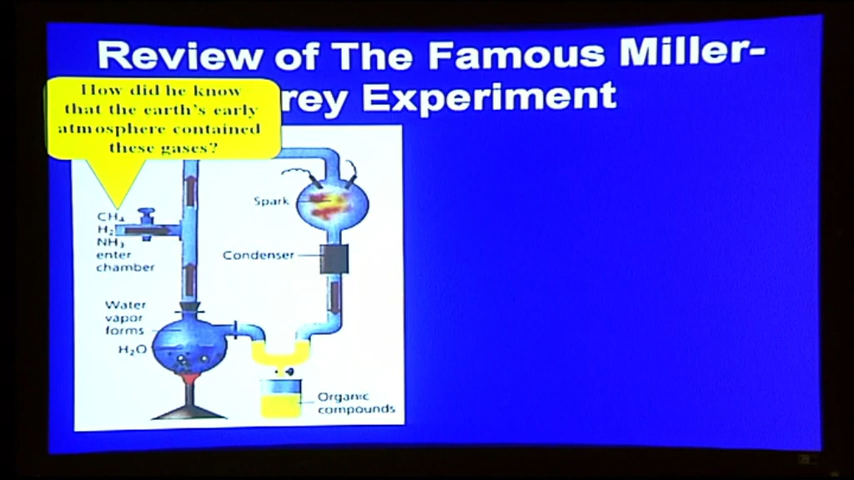 Review of The Famous Miller-
rey Experiment
How did he know
that the earth's early
atmosphere contained
these gases?
Spark
CH₄
H₂
NH₃
enter
chamber
Condenser
Water
vapor
forms
H₂O
Organic
compounds